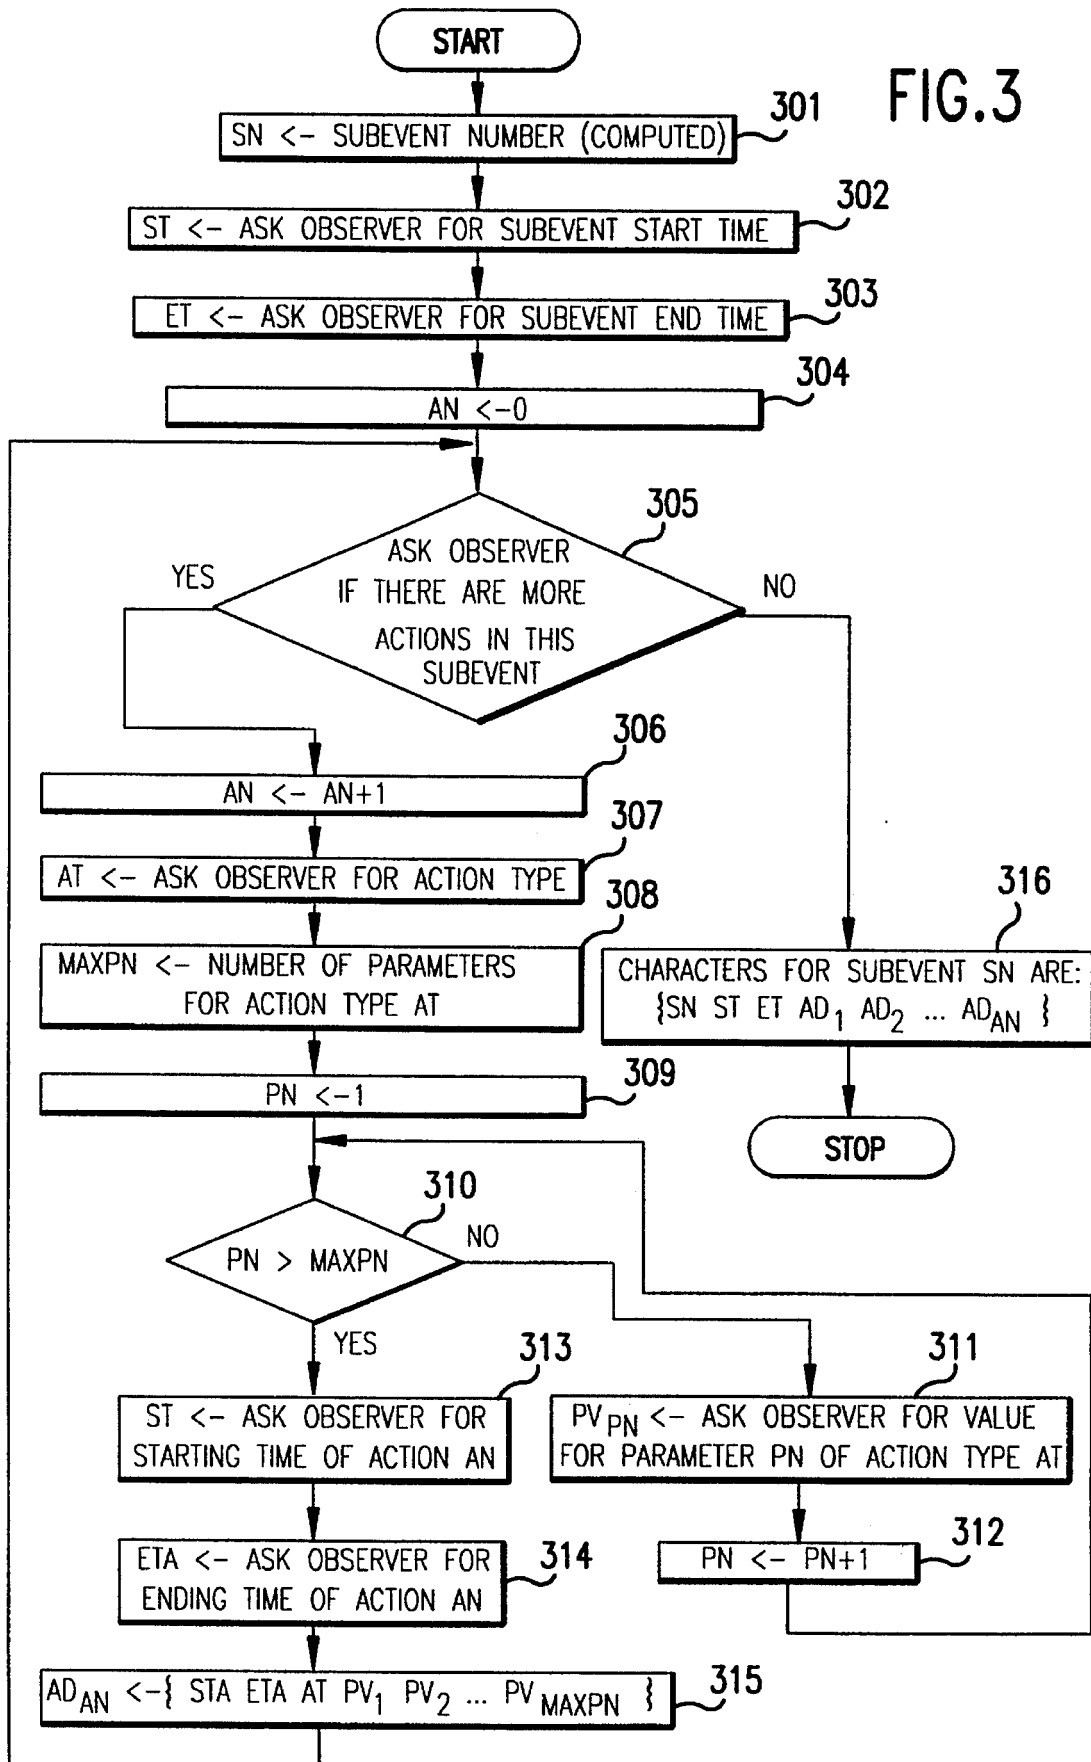 START
FIG.3
301
SN <- SUBEVENT NUMBER (COMPUTED)
302
ST <- ASK OBSERVER FOR SUBEVENT START TIME
303
ET <- ASK OBSERVER FOR SUBEVENT END TIME
304
AN <-0
305
ASK OBSERVER
IF THERE ARE MORE
ACTIONS IN THIS
SUBEVENT
YES
NO
306
AN <- AN+1
307
AT <- ASK OBSERVER FOR ACTION TYPE
308
MAXPN <- NUMBER OF PARAMETERS
FOR ACTION TYPE AT
316
CHARACTERS FOR SUBEVENT SN ARE:
{SN ST ET AD1 AD2 ... ADAN }
309
PN <-1
STOP
310
PN > MAXPN
NO
YES
313
ST <- ASK OBSERVER FOR
STARTING TIME OF ACTION AN
311
PVPN <- ASK OBSERVER FOR VALUE
FOR PARAMETER PN OF ACTION TYPE AT
314
ETA <- ASK OBSERVER FOR
ENDING TIME OF ACTION AN
312
PN <- PN+1
315
ADAN <-{ STA ETA AT PV1 PV2 ... PVMAXPN }